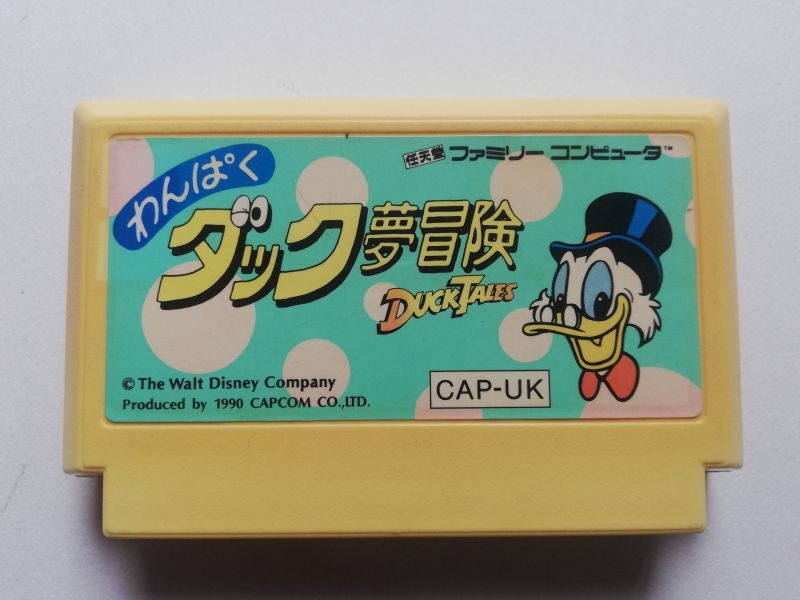 任天堂 ファミリー コンピュータ™
わんぱく
ダック夢冒険
DUCKTALES
© The Walt Disney Company
Produced by 1990 CAPCOM CO.,LTD.
CAP-UK